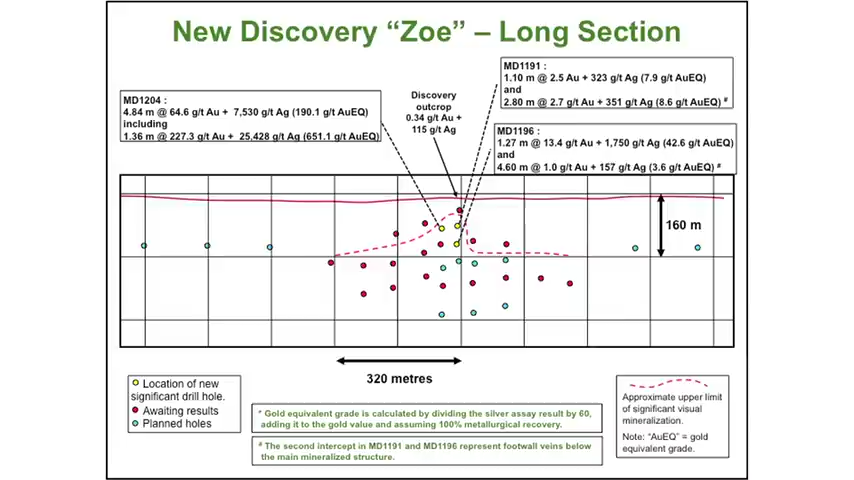 New Discovery “Zoe” – Long Section
MD1191 :
1.10 m @ 2.5 Au + 323 g/t Ag (7.9 g/t AuEQ)
and
2.80 m @ 2.7 g/t Au + 351 g/t Ag (8.6 g/t AuEQ) #
MD1204 :
4.84 m @ 64.6 g/t Au + 7,530 g/t Ag (190.1 g/t AuEQ)
including
1.36 m @ 227.3 g/t Au + 25,428 g/t Ag (651.1 g/t AuEQ)
Discovery
outcrop
0.34 g/t Au +
115 g/t Ag
MD1196 :
1.27 m @ 13.4 g/t Au + 1,750 g/t Ag (42.6 g/t AuEQ)
and
4.60 m @ 1.0 g/t Au + 157 g/t Ag (3.6 g/t AuEQ) #
160 m
320 metres
Location of new
significant drill hole.
Awaiting results
Planned holes
* Gold equivalent grade is calculated by dividing the silver assay result by 60,
adding it to the gold value and assuming 100% metallurgical recovery.
# The second intercept in MD1191 and MD1196 represent footwall veins below
the main mineralized structure.
Approximate upper limit
of significant visual
mineralization.
Note: “AuEQ” = gold
equivalent grade.